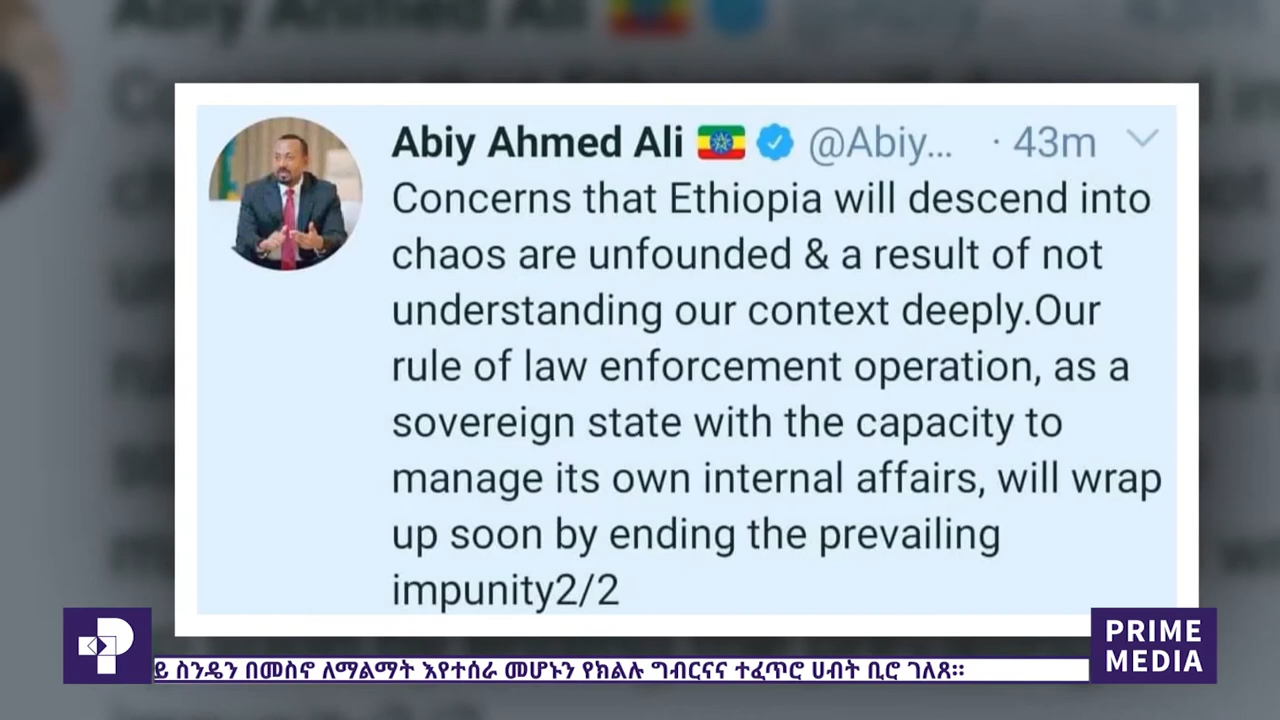 Abiy Ahmed Ali @Abiy... · 43m
Concerns that Ethiopia will descend into
chaos are unfounded & a result of not
understanding our context deeply.Our
rule of law enforcement operation, as a
sovereign state with the capacity to
manage its own internal affairs, will wrap
up soon by ending the prevailing
impunity2/2
PRIME
MEDIA
ይ ስንዴን በመስኖ ለማልማት እየተሰራ መሆኑን የክልሉ ግብርናና ተፈጥሮ ሀብት ቢሮ ገለጸ።